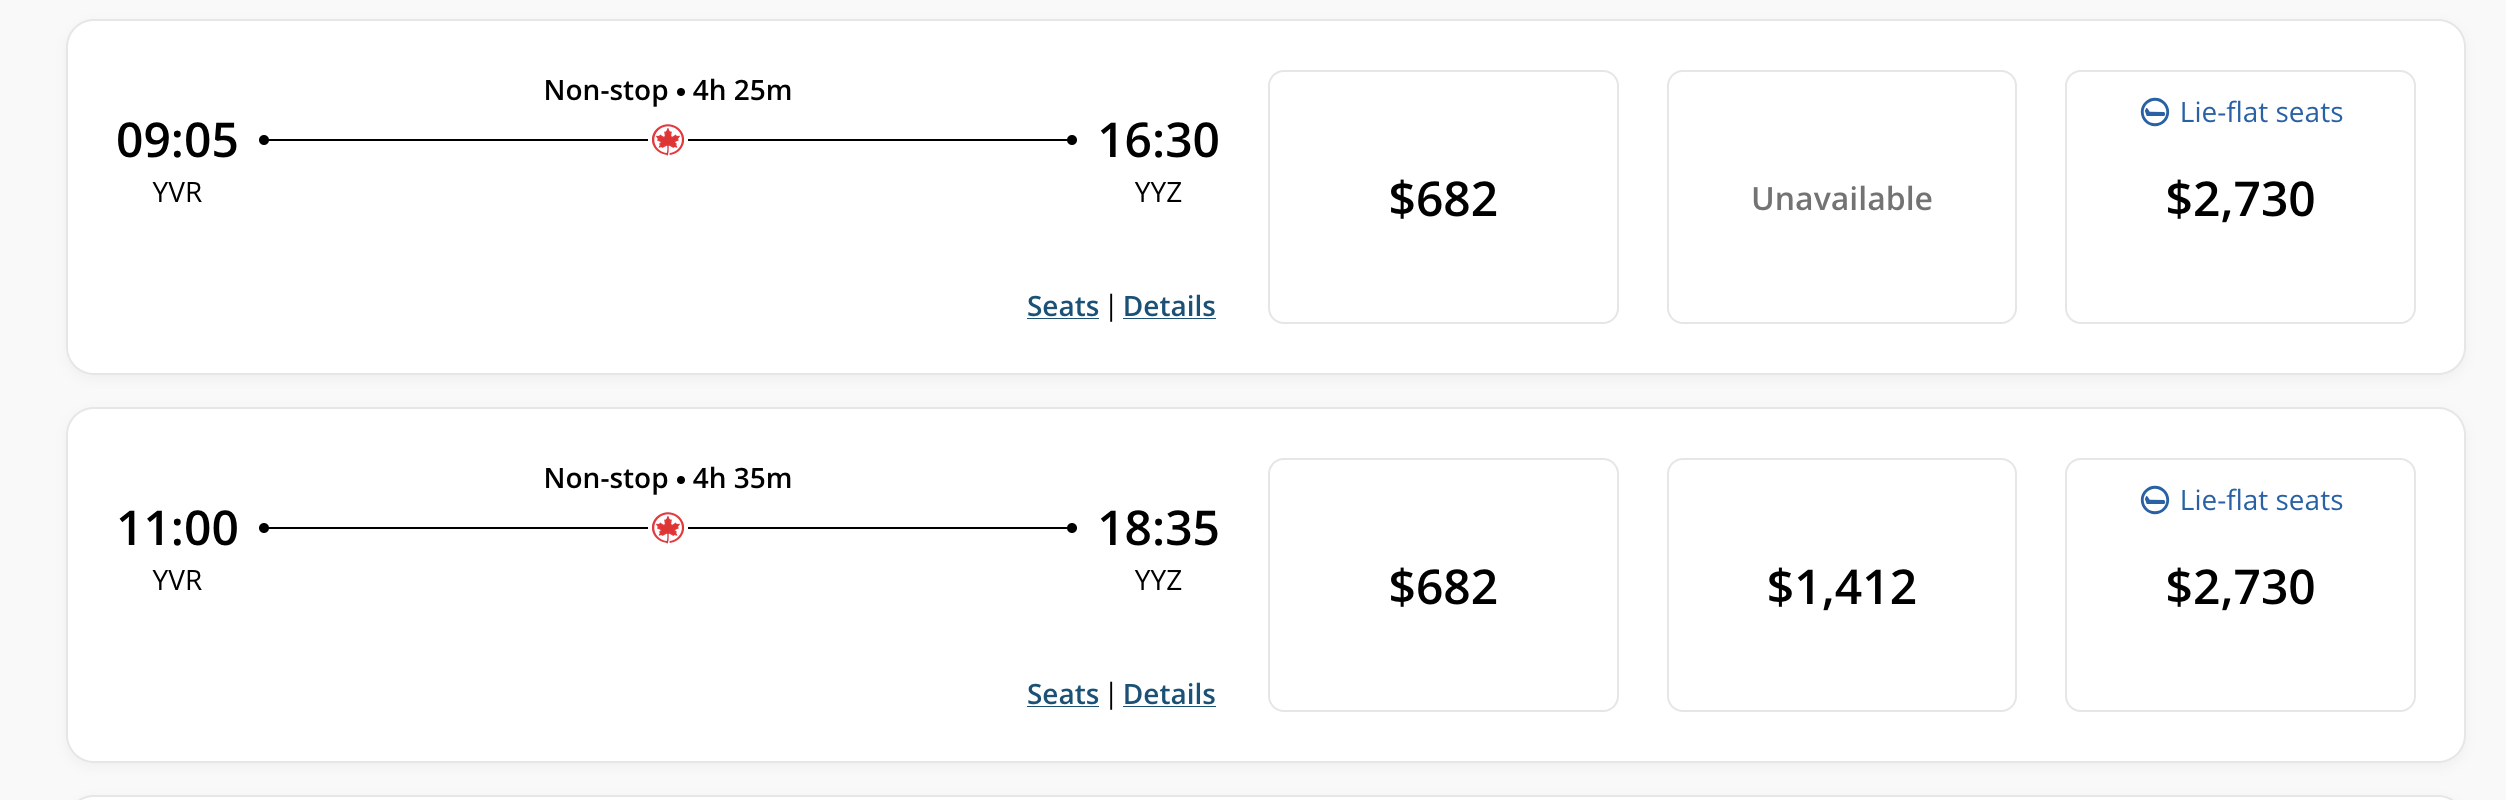 Non-stop • 4h 25m
09:05
16:30
YVR
YYZ
Seats | Details
$682
Unavailable
Lie-flat seats
$2,730
Non-stop • 4h 35m
11:00
18:35
YVR
YYZ
Seats | Details
$682
$1,412
Lie-flat seats
$2,730